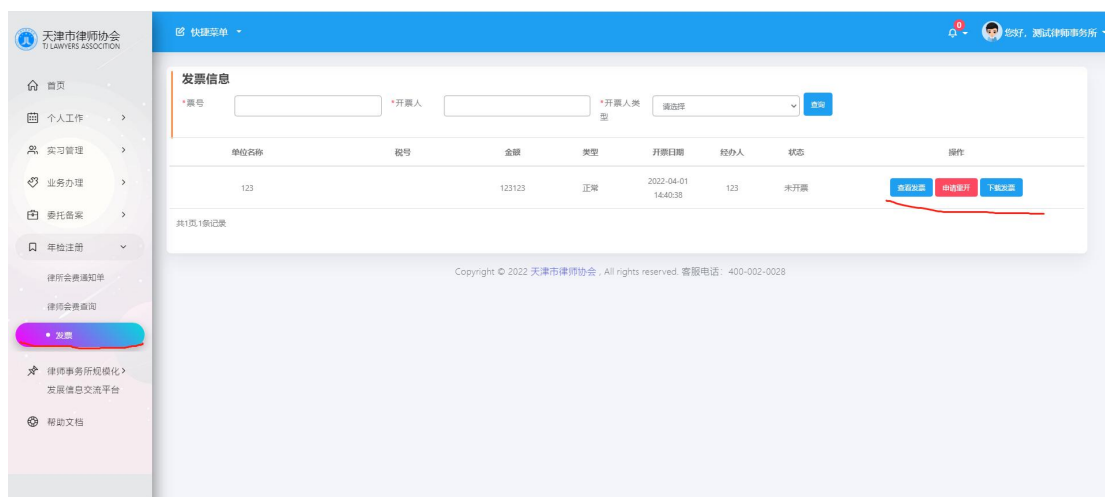 天津市律师协会
TJ LAWYERS ASSOCITION
快捷菜单
0
您好，测试律师事务所
首页
个人工作
实习管理
业务办理
委托备案
年检注册
律所会费通知单
律师会费查询
发票
律师事务所规模化
发展信息交流平台
帮助文档
发票信息
*票号
*开票人
*开票人类
型
请选择
查询
单位名称 税号 金额 类型 开票日期 经办人 状态 操作
123 123123 正常 2022-04-01 123 未开票 查看发票 申请重开 下载发票
14:40:38
共1页,1条记录
Copyright © 2022 天津市律师协会 , All rights reserved. 客服电话：400-002-0028